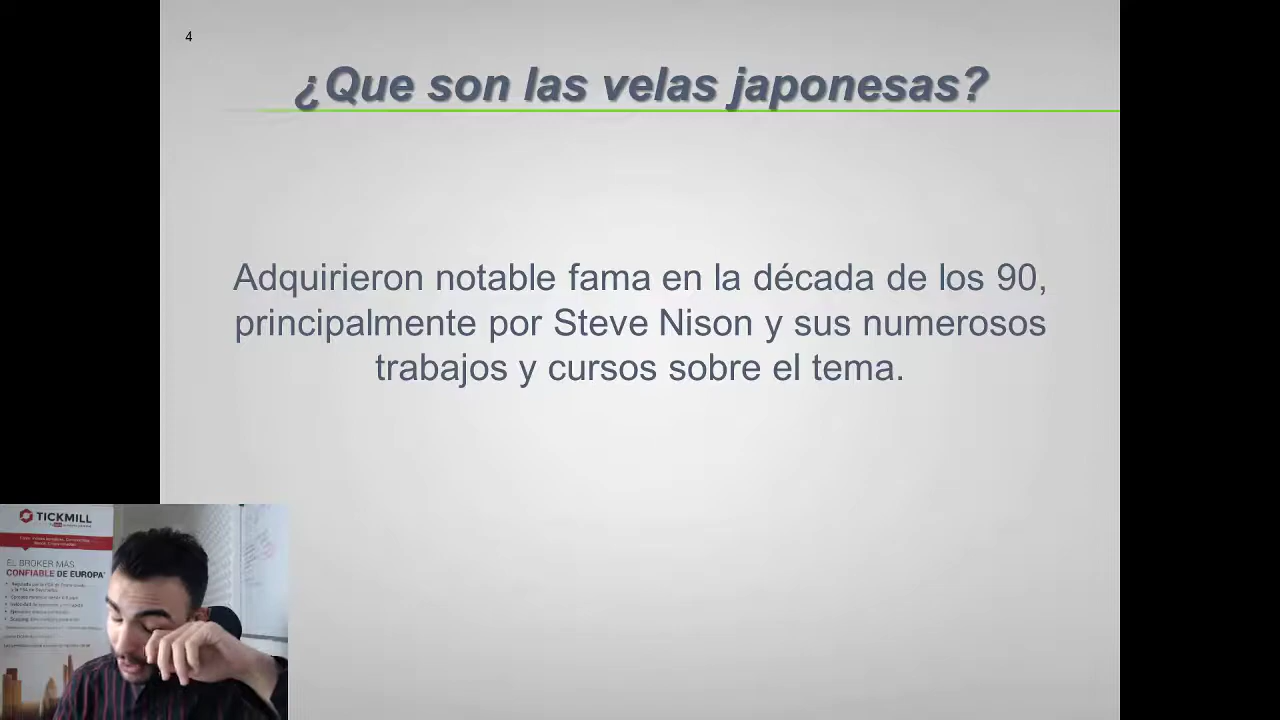 4
¿Que son las velas japonesas?
Adquirieron notable fama en la década de los 90,
principalmente por Steve Nison y sus numerosos
trabajos y cursos sobre el tema.
TICKMILL
EL BROKER MÁS
CONFIABLE DE EUROPA*